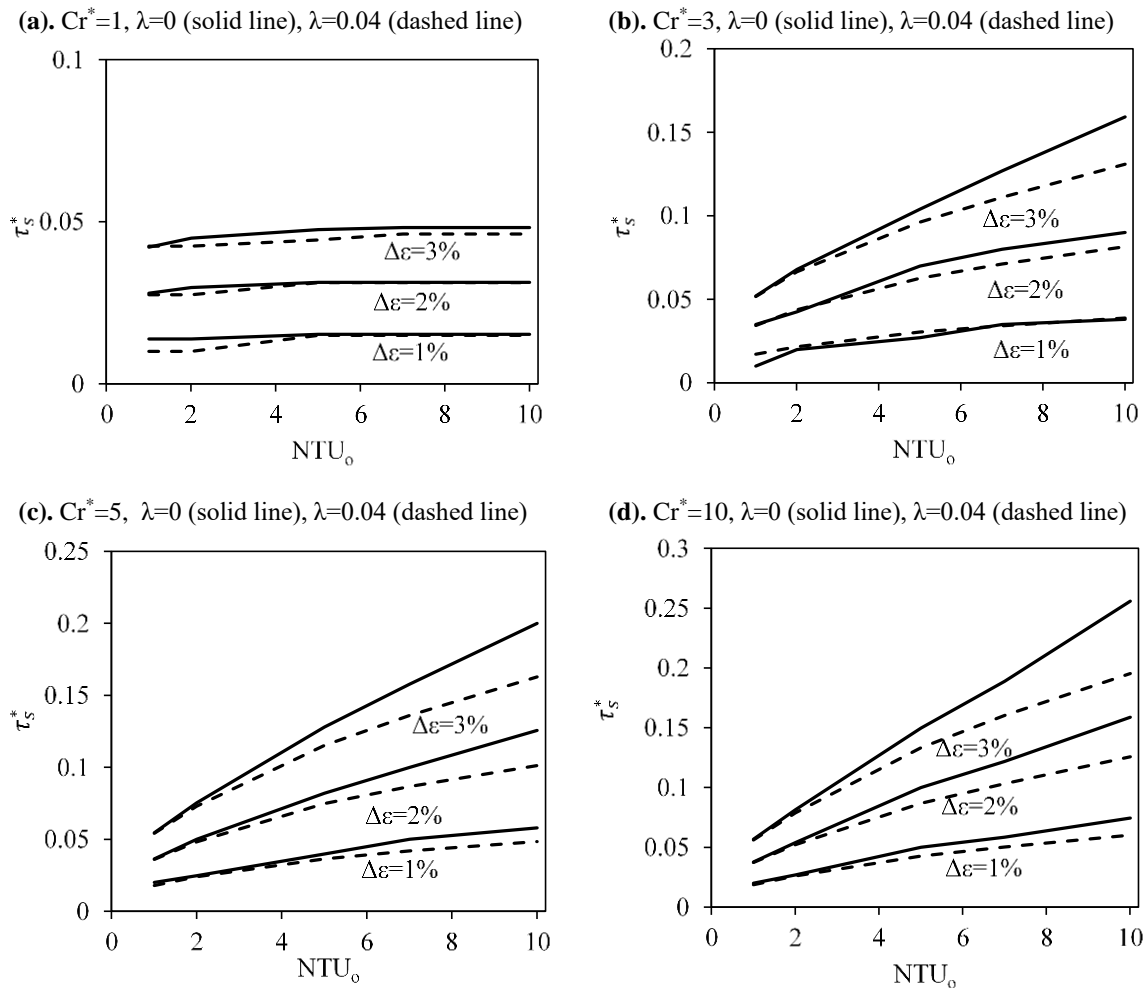 (a). Cr*=1, λ=0 (solid line), λ=0.04 (dashed line)
0.1
0.05
0
τ*s
Δε=3%
Δε=2%
Δε=1%
0 2 4 6 8 10
NTUo
(b). Cr*=3, λ=0 (solid line), λ=0.04 (dashed line)
0.2
0.15
0.1
0.05
0
τ*s
Δε=3%
Δε=2%
Δε=1%
0 2 4 6 8 10
NTUo
(c). Cr*=5, λ=0 (solid line), λ=0.04 (dashed line)
0.25
0.2
0.15
0.1
0.05
0
τ*s
Δε=3%
Δε=2%
Δε=1%
0 2 4 6 8 10
NTUo
(d). Cr*=10, λ=0 (solid line), λ=0.04 (dashed line)
0.3
0.25
0.2
0.15
0.1
0.05
0
τ*s
Δε=3%
Δε=2%
Δε=1%
0 2 4 6 8 10
NTUo